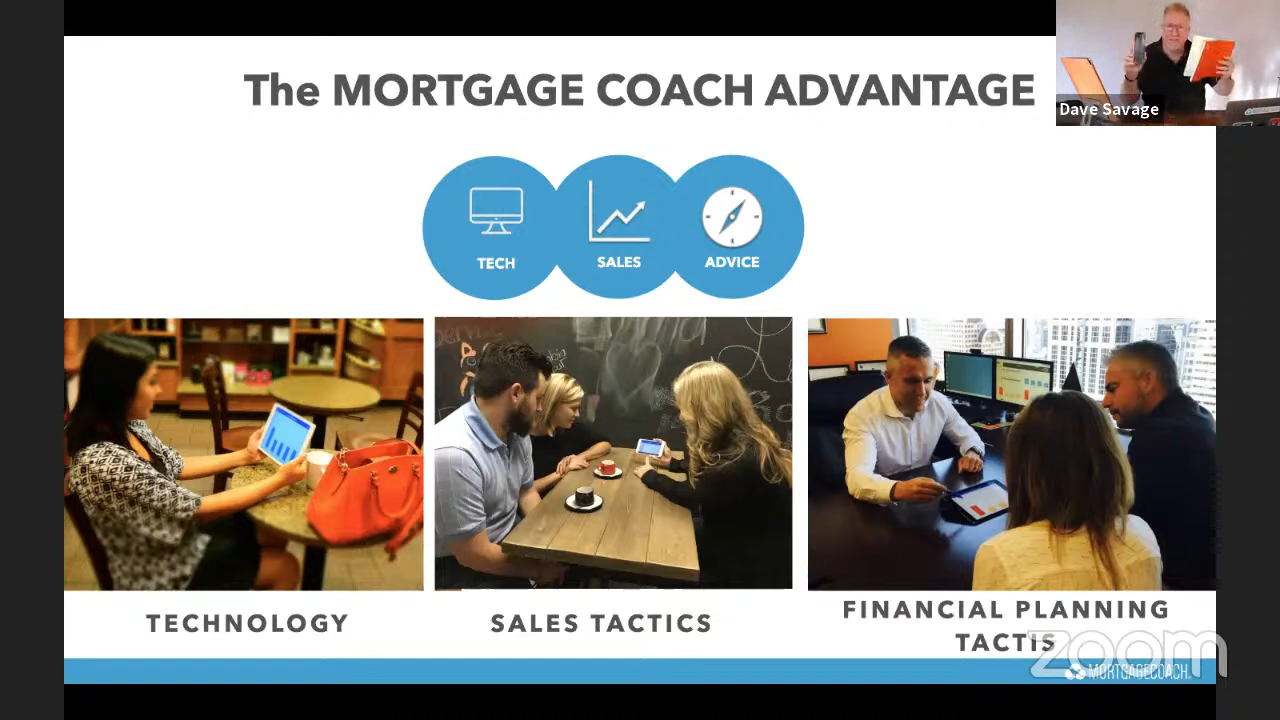 The MORTGAGE COACH ADVANTAGE
Dave Savage
TECH
SALES
ADVICE
TECHNOLOGY
SALES TACTICS
FINANCIAL PLANNING
TACTIS
zoom
MORTGAGECOACH